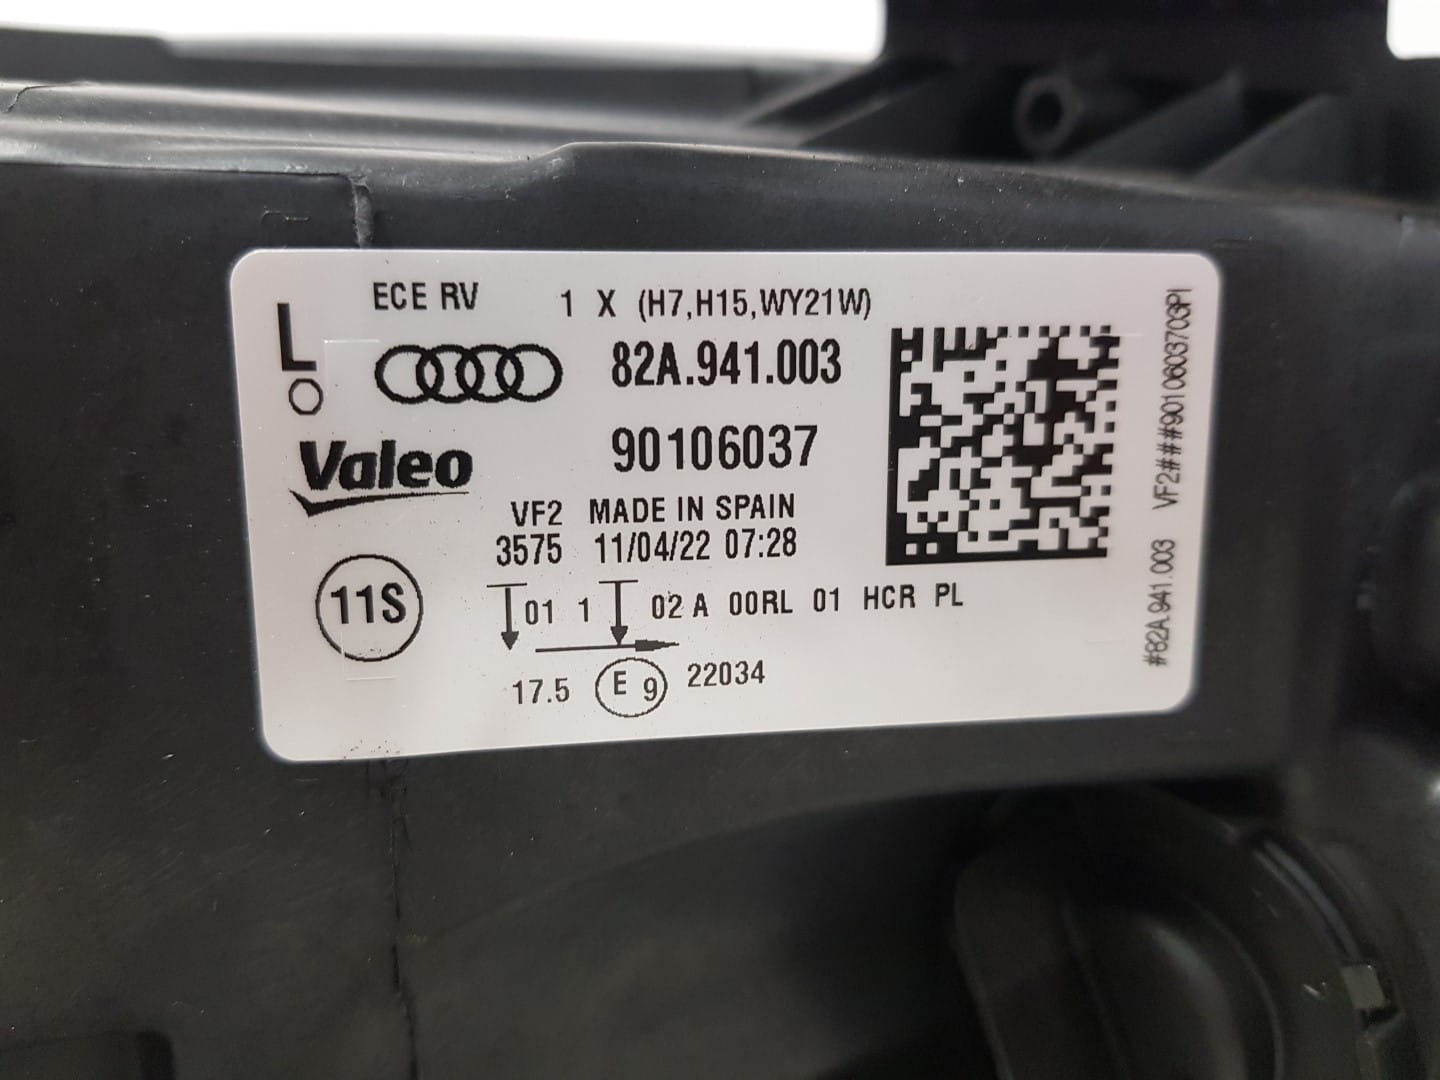 ECE RV 1 X (H7,H15,WY21W)
L
82A.941.003
Valeo 90106037
VF2 MADE IN SPAIN
3575 11/04/22 07:28
11S
01 1 02 A 00RL 01 HCR PL
17.5 E 9 22034
#82A.941.003 VF2###9010603703PI